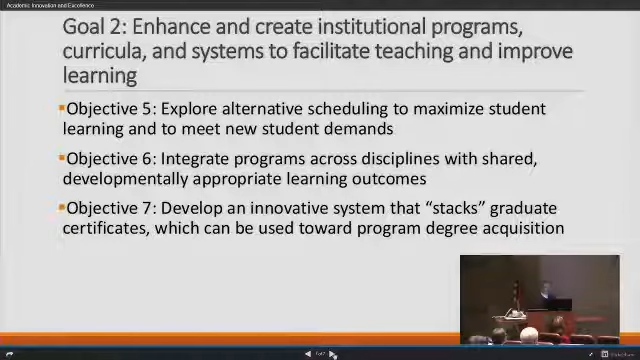 Academic Innovation and Excellence
Goal 2: Enhance and create institutional programs,
curricula, and systems to facilitate teaching and improve
learning
Objective 5: Explore alternative scheduling to maximize student
learning and to meet new student demands
Objective 6: Integrate programs across disciplines with shared,
developmentally appropriate learning outcomes
Objective 7: Develop an innovative system that “stacks” graduate
certificates, which can be used toward program degree acquisition